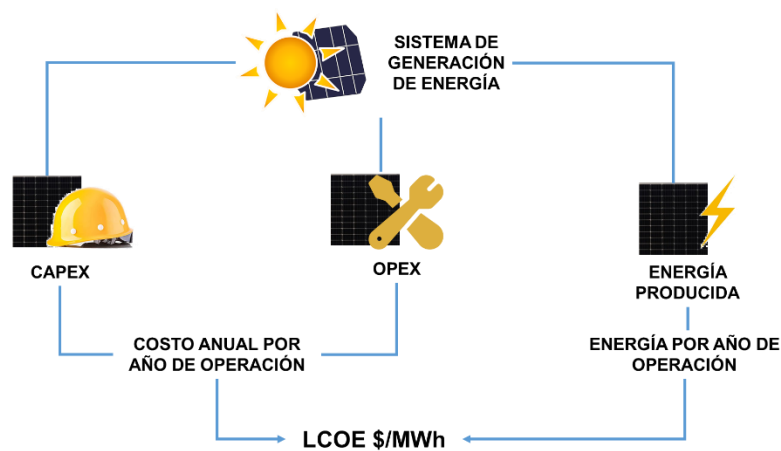 SISTEMA DE
GENERACIÓN
DE ENERGÍA
CAPEX
OPEX
ENERGÍA
PRODUCIDA
COSTO ANUAL POR
AÑO DE OPERACIÓN
ENERGÍA POR AÑO DE
OPERACIÓN
LCOE $/MWh